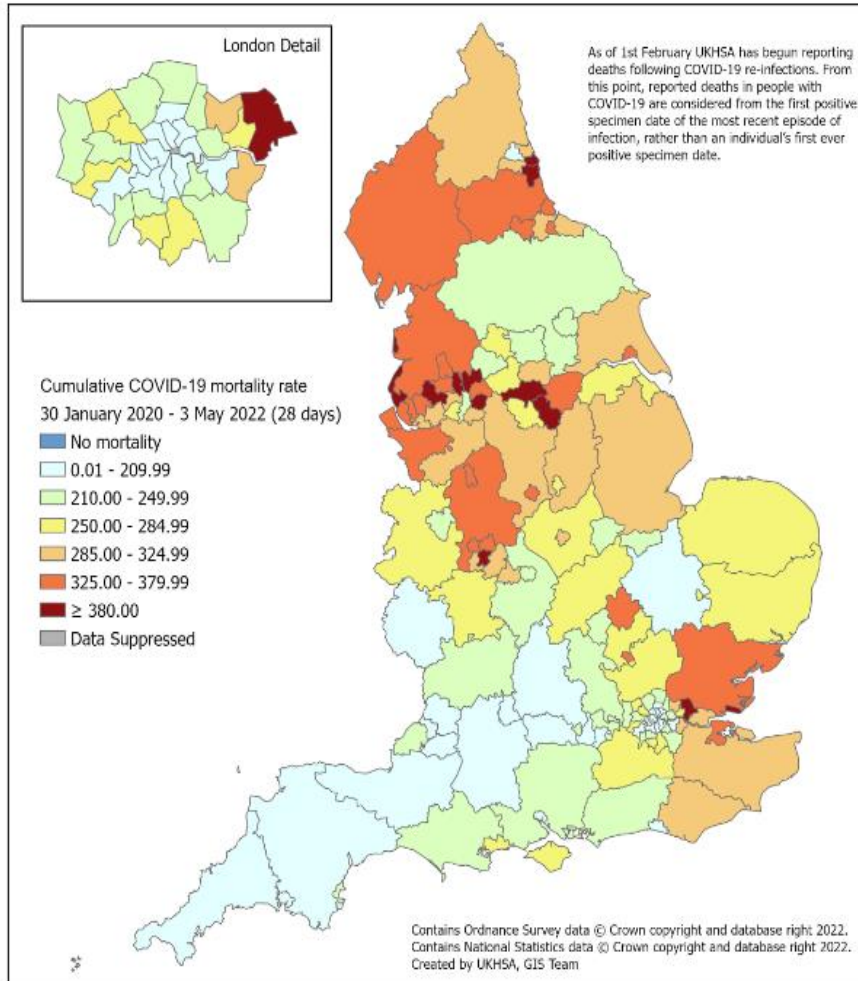 London Detail
As of 1st February UKHSA has begun reporting
deaths following COVID-19 re-infections. From
this point, reported deaths in people with
COVID-19 are considered from the first positive
specimen date of the most recent episode of
infection, rather than an individual's first ever
positive specimen date.
Cumulative COVID-19 mortality rate
30 January 2020 - 3 May 2022 (28 days)
No mortality
0.01 - 209.99
210.00 - 249.99
250.00 - 284.99
285.00 - 324.99
325.00 - 379.99
≥ 380.00
Data Suppressed
Contains Ordnance Survey data © Crown copyright and database right 2022.
Contains National Statistics data © Crown copyright and database right 2022.
Created by UKHSA, GIS Team